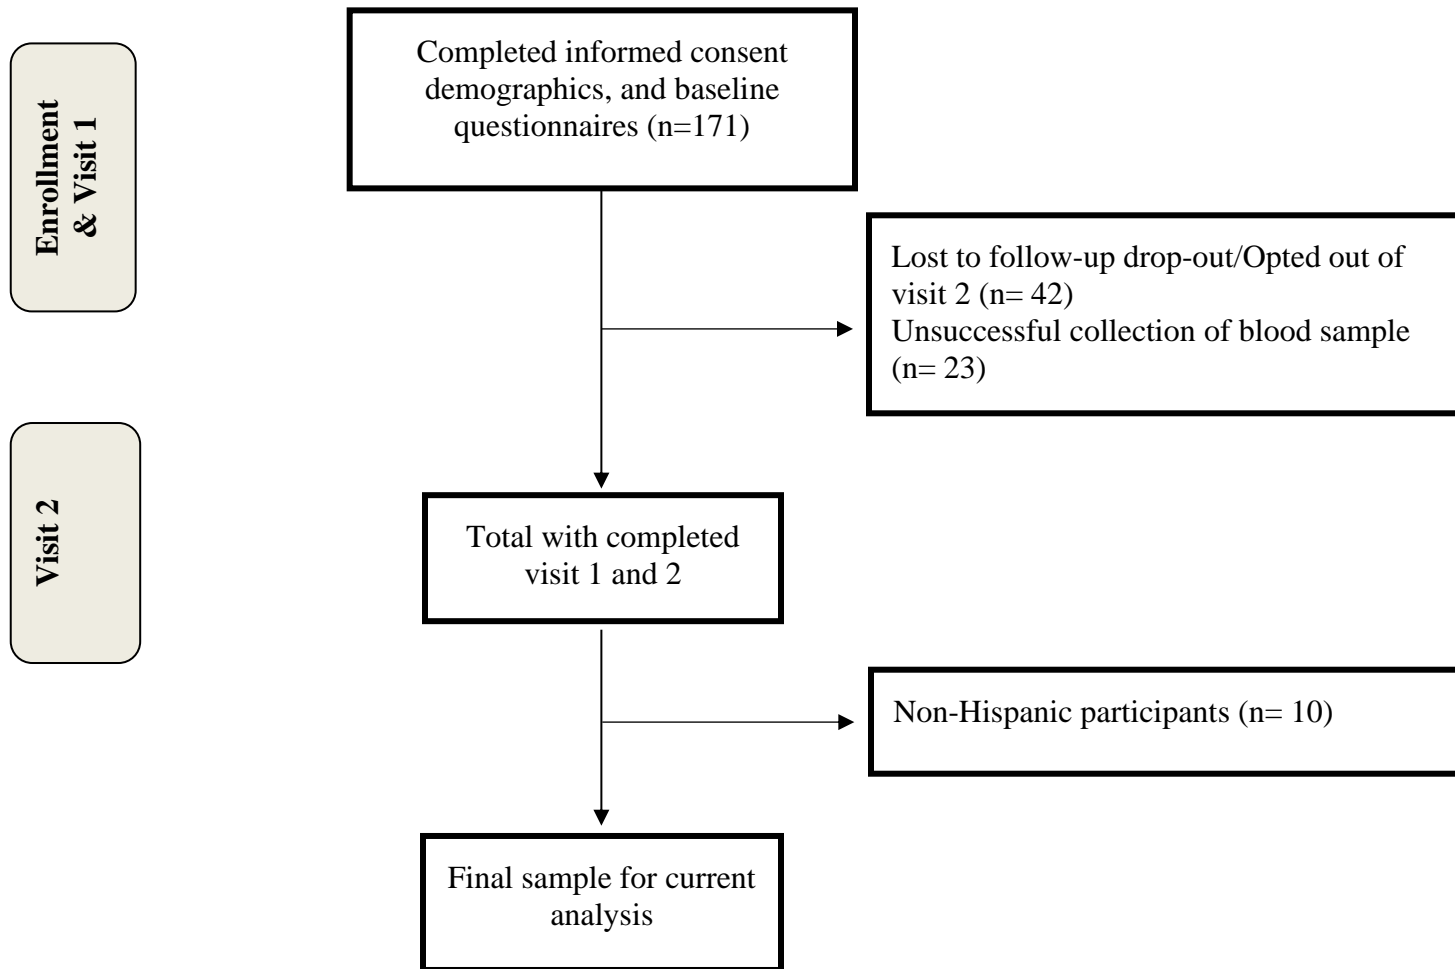 Enrollment
& Visit 1
Completed informed consent
demographics, and baseline
questionnaires (n=171)
Lost to follow-up drop-out/Opted out of
visit 2 (n= 42)
Unsuccessful collection of blood sample
(n= 23)
Visit 2
Total with completed
visit 1 and 2
Non-Hispanic participants (n= 10)
Final sample for current
analysis